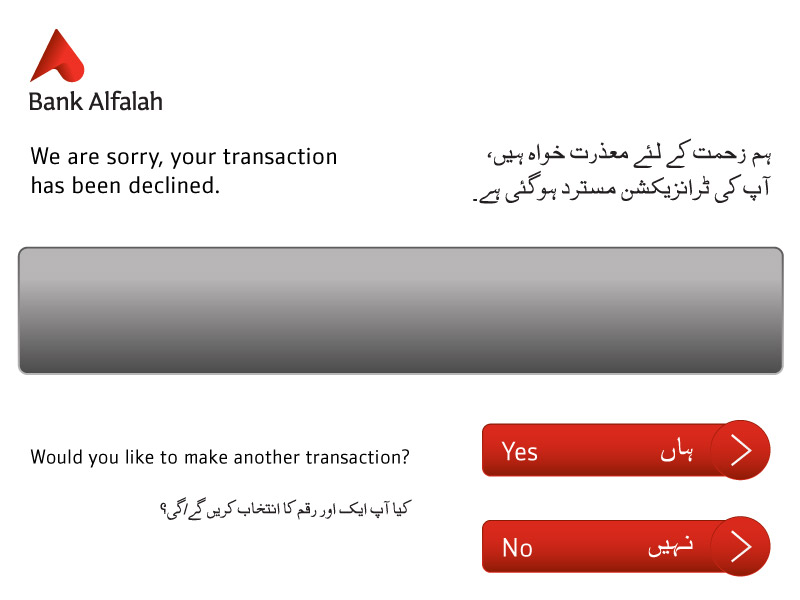 Bank Alfalah
We are sorry, your transaction
has been declined.
ہم زحمت کے لئے معذرت خواہ ہیں،
آپ کی ٹرانزیکشن مسترد ہوگئی ہے۔
Would you like to make another transaction?
کیا آپ ایک اور رقم کا انتخاب کریں گے/گی؟
Yes ہاں
No نہیں